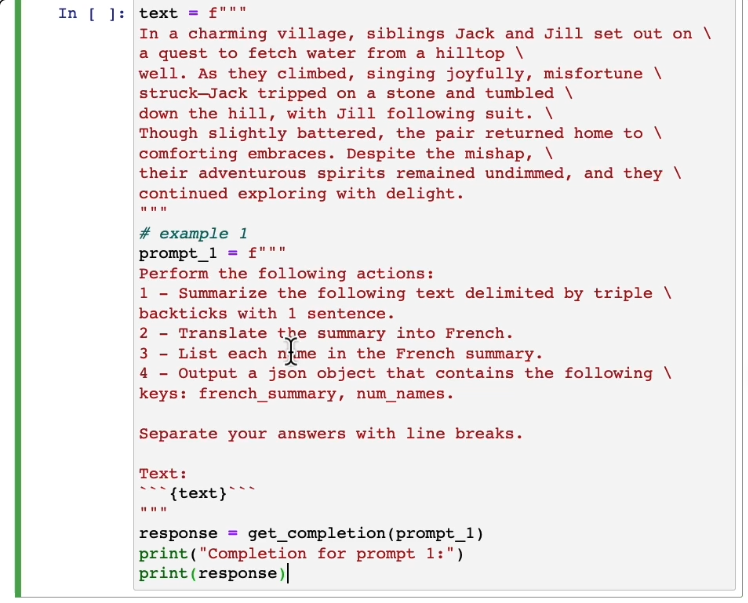 In [ ]: text = f"""
In a charming village, siblings Jack and Jill set out on \
a quest to fetch water from a hilltop \
well. As they climbed, singing joyfully, misfortune \
struck—Jack tripped on a stone and tumbled \
down the hill, with Jill following suit. \
Though slightly battered, the pair returned home to \
comforting embraces. Despite the mishap, \
their adventurous spirits remained undimmed, and they \
continued exploring with delight.
"""
# example 1
prompt_1 = f"""
Perform the following actions:
1 - Summarize the following text delimited by triple \
backticks with 1 sentence.
2 - Translate the summary into French.
3 - List each name in the French summary.
4 - Output a json object that contains the following \
keys: french_summary, num_names.

Separate your answers with line breaks.

Text:
```{text}```
"""
response = get_completion(prompt_1)
print("Completion for prompt 1:")
print(response)